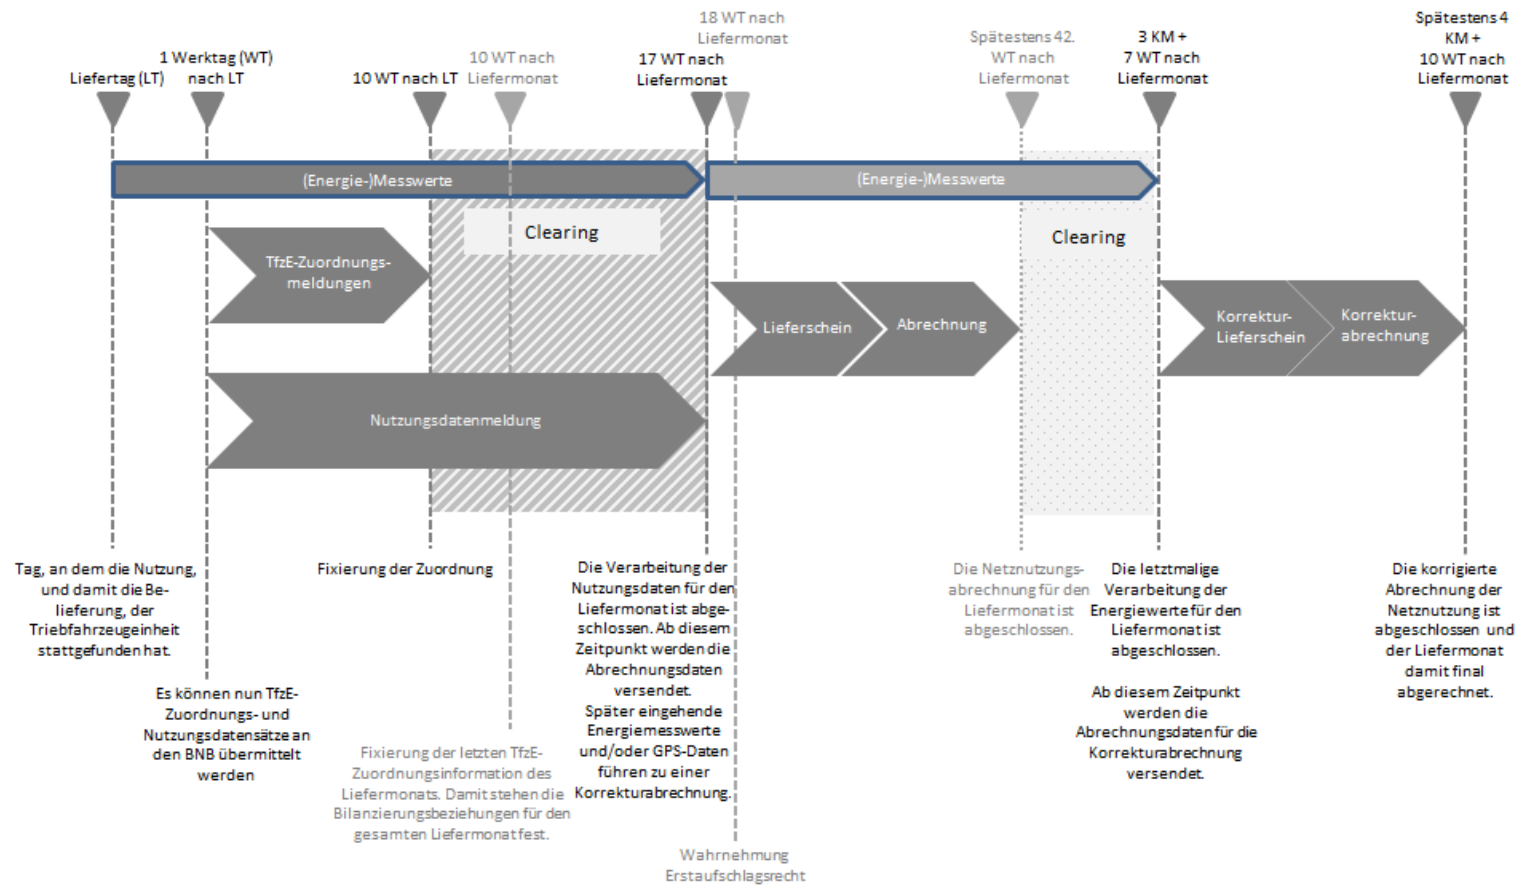 Liefertag (LT)
1 Werktag (WT)
nach LT
10 WT nach LT
10 WT nach
Liefermonat
17 WT nach
Liefermonat
18 WT nach
Liefermonat
Spätestens 42.
WT nach
Liefermonat
3 KM +
7 WT nach
Liefermonat
Spätestens 4
KM +
10 WT nach
Liefermonat
(Energie-)Messwerte
(Energie-)Messwerte
Clearing
Clearing
TfzE-Zuordnungs-
meldungen
Lieferschein
Abrechnung
Korrektur-
Lieferschein
Korrektur-
abrechnung
Nutzungsdatenmeldung
Tag, an dem die Nutzung,
und damit die Be-
lieferung, der
Triebfahrzeugeinheit
stattgefunden hat.
Es können nun TfzE-
Zuordnungs- und
Nutzungsdatensätze an
den BNB übermittelt
werden
Fixierung der Zuordnung
Fixierung der letzten TfzE-
Zuordnungsinformation des
Liefermonats. Damit stehen die
Bilanzierungsbeziehungen für den
gesamten Liefermonat fest.
Die Verarbeitung der
Nutzungsdaten für den
Liefermonat ist abge-
schlossen. Ab diesem
Zeitpunkt werden die
Abrechnungsdaten
versendet.
Später eingehende
Energiemesswerte
und/oder GPS-Daten
führen zu einer
Korrekturabrechnung.
Wahrnehmung
Erstaufschlagsrecht
Die Netznutzungs-
abrechnung für den
Liefermonat ist
abgeschlossen.
Die letztmalige
Verarbeitung der
Energiewerte für den
Liefermonat ist
abgeschlossen.
Ab diesem Zeitpunkt
werden die
Abrechnungsdaten für die
Korrekturabrechnung
versendet.
Die korrigierte
Abrechnung der
Netznutzung ist
abgeschlossen und
der Liefermonat
damit final
abgerechnet.